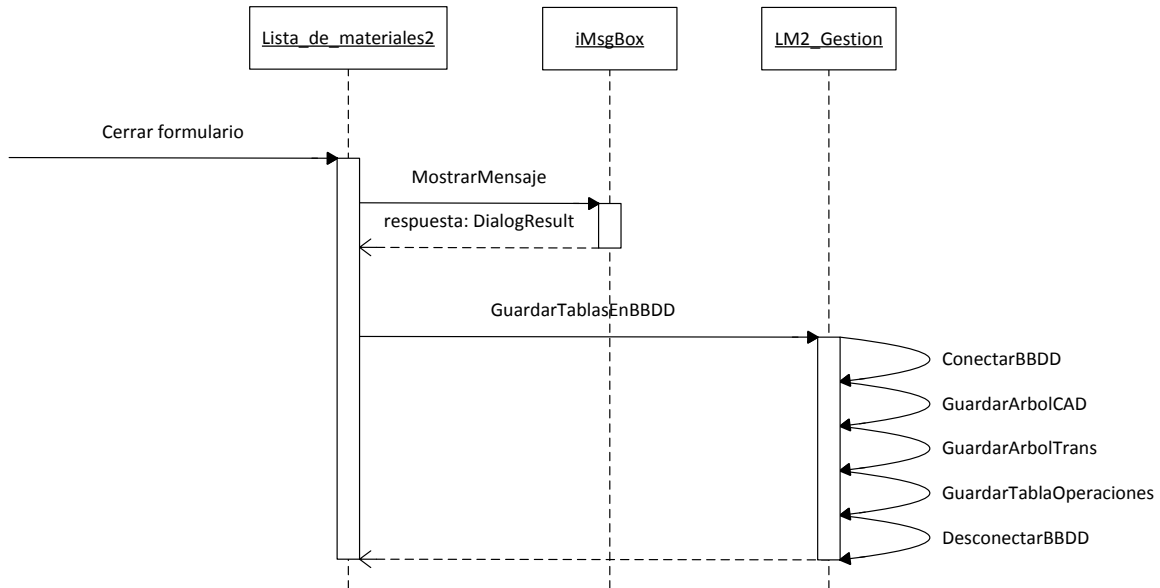 Lista_de_materiales2
iMsgBox
LM2_Gestion
Cerrar formulario
MostrarMensaje
respuesta: DialogResult
GuardarTablasEnBBDD
ConectarBBDD
GuardarArbolCAD
GuardarArbolTrans
GuardarTablaOperaciones
DesconectarBBDD